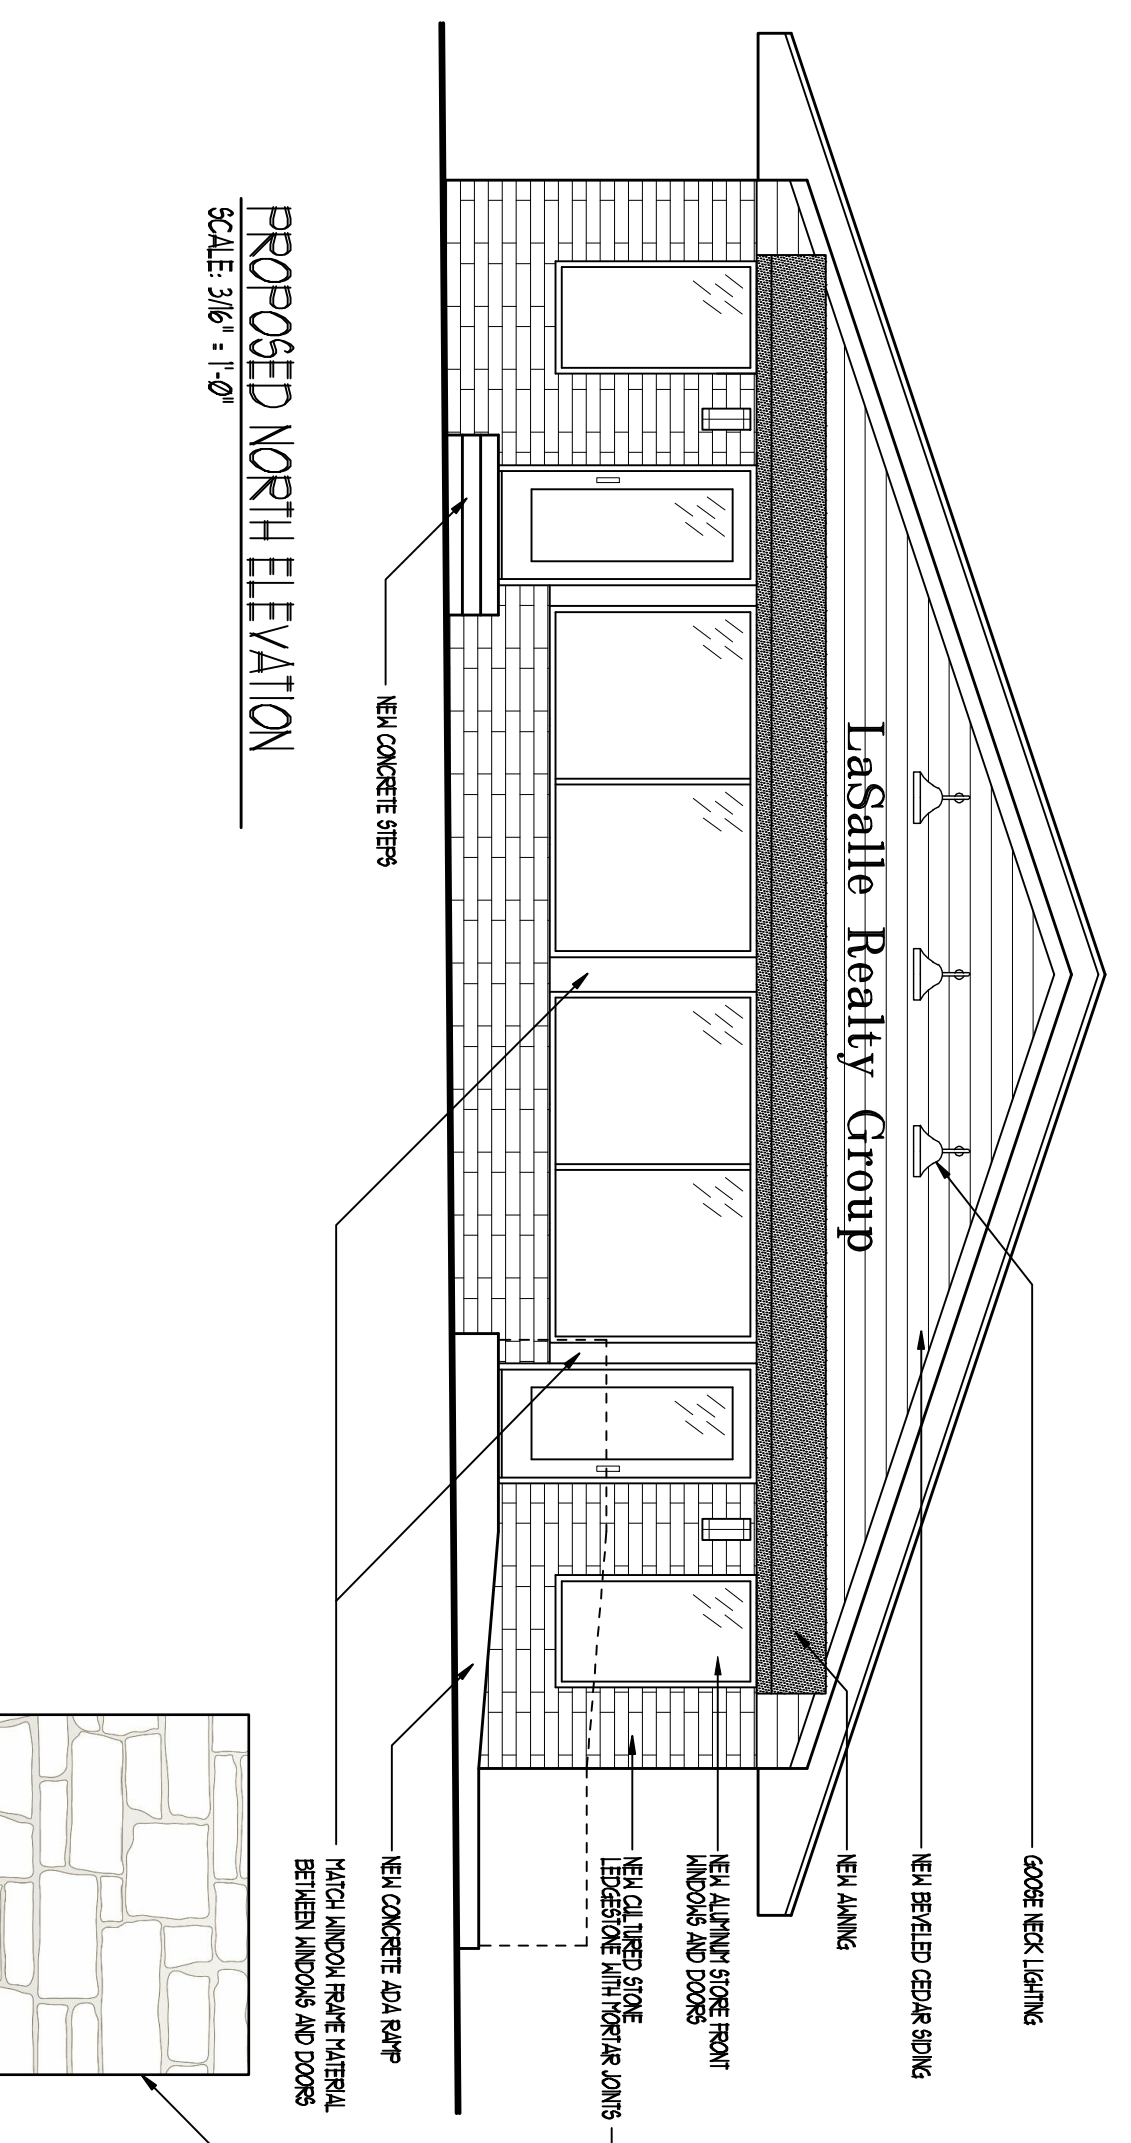 GOOSE NECK LIGHTING
NEW BEVELED CEDAR SIDING
LaSalle Realty Group
NEW AWNING
NEW ALUMINUM STORE FRONT
WINDOWS AND DOORS
NEW CULTURED STONE
LEDGESTONE WITH MORTAR JOINTS
NEW CONCRETE ADA RAMP
NEW CONCRETE STEPS
MATCH WINDOW FRAME MATERIAL
BETWEEN WINDOWS AND DOORS
PROPOSED NORTH ELEVATION
SCALE: 3/16" = 1'-0"